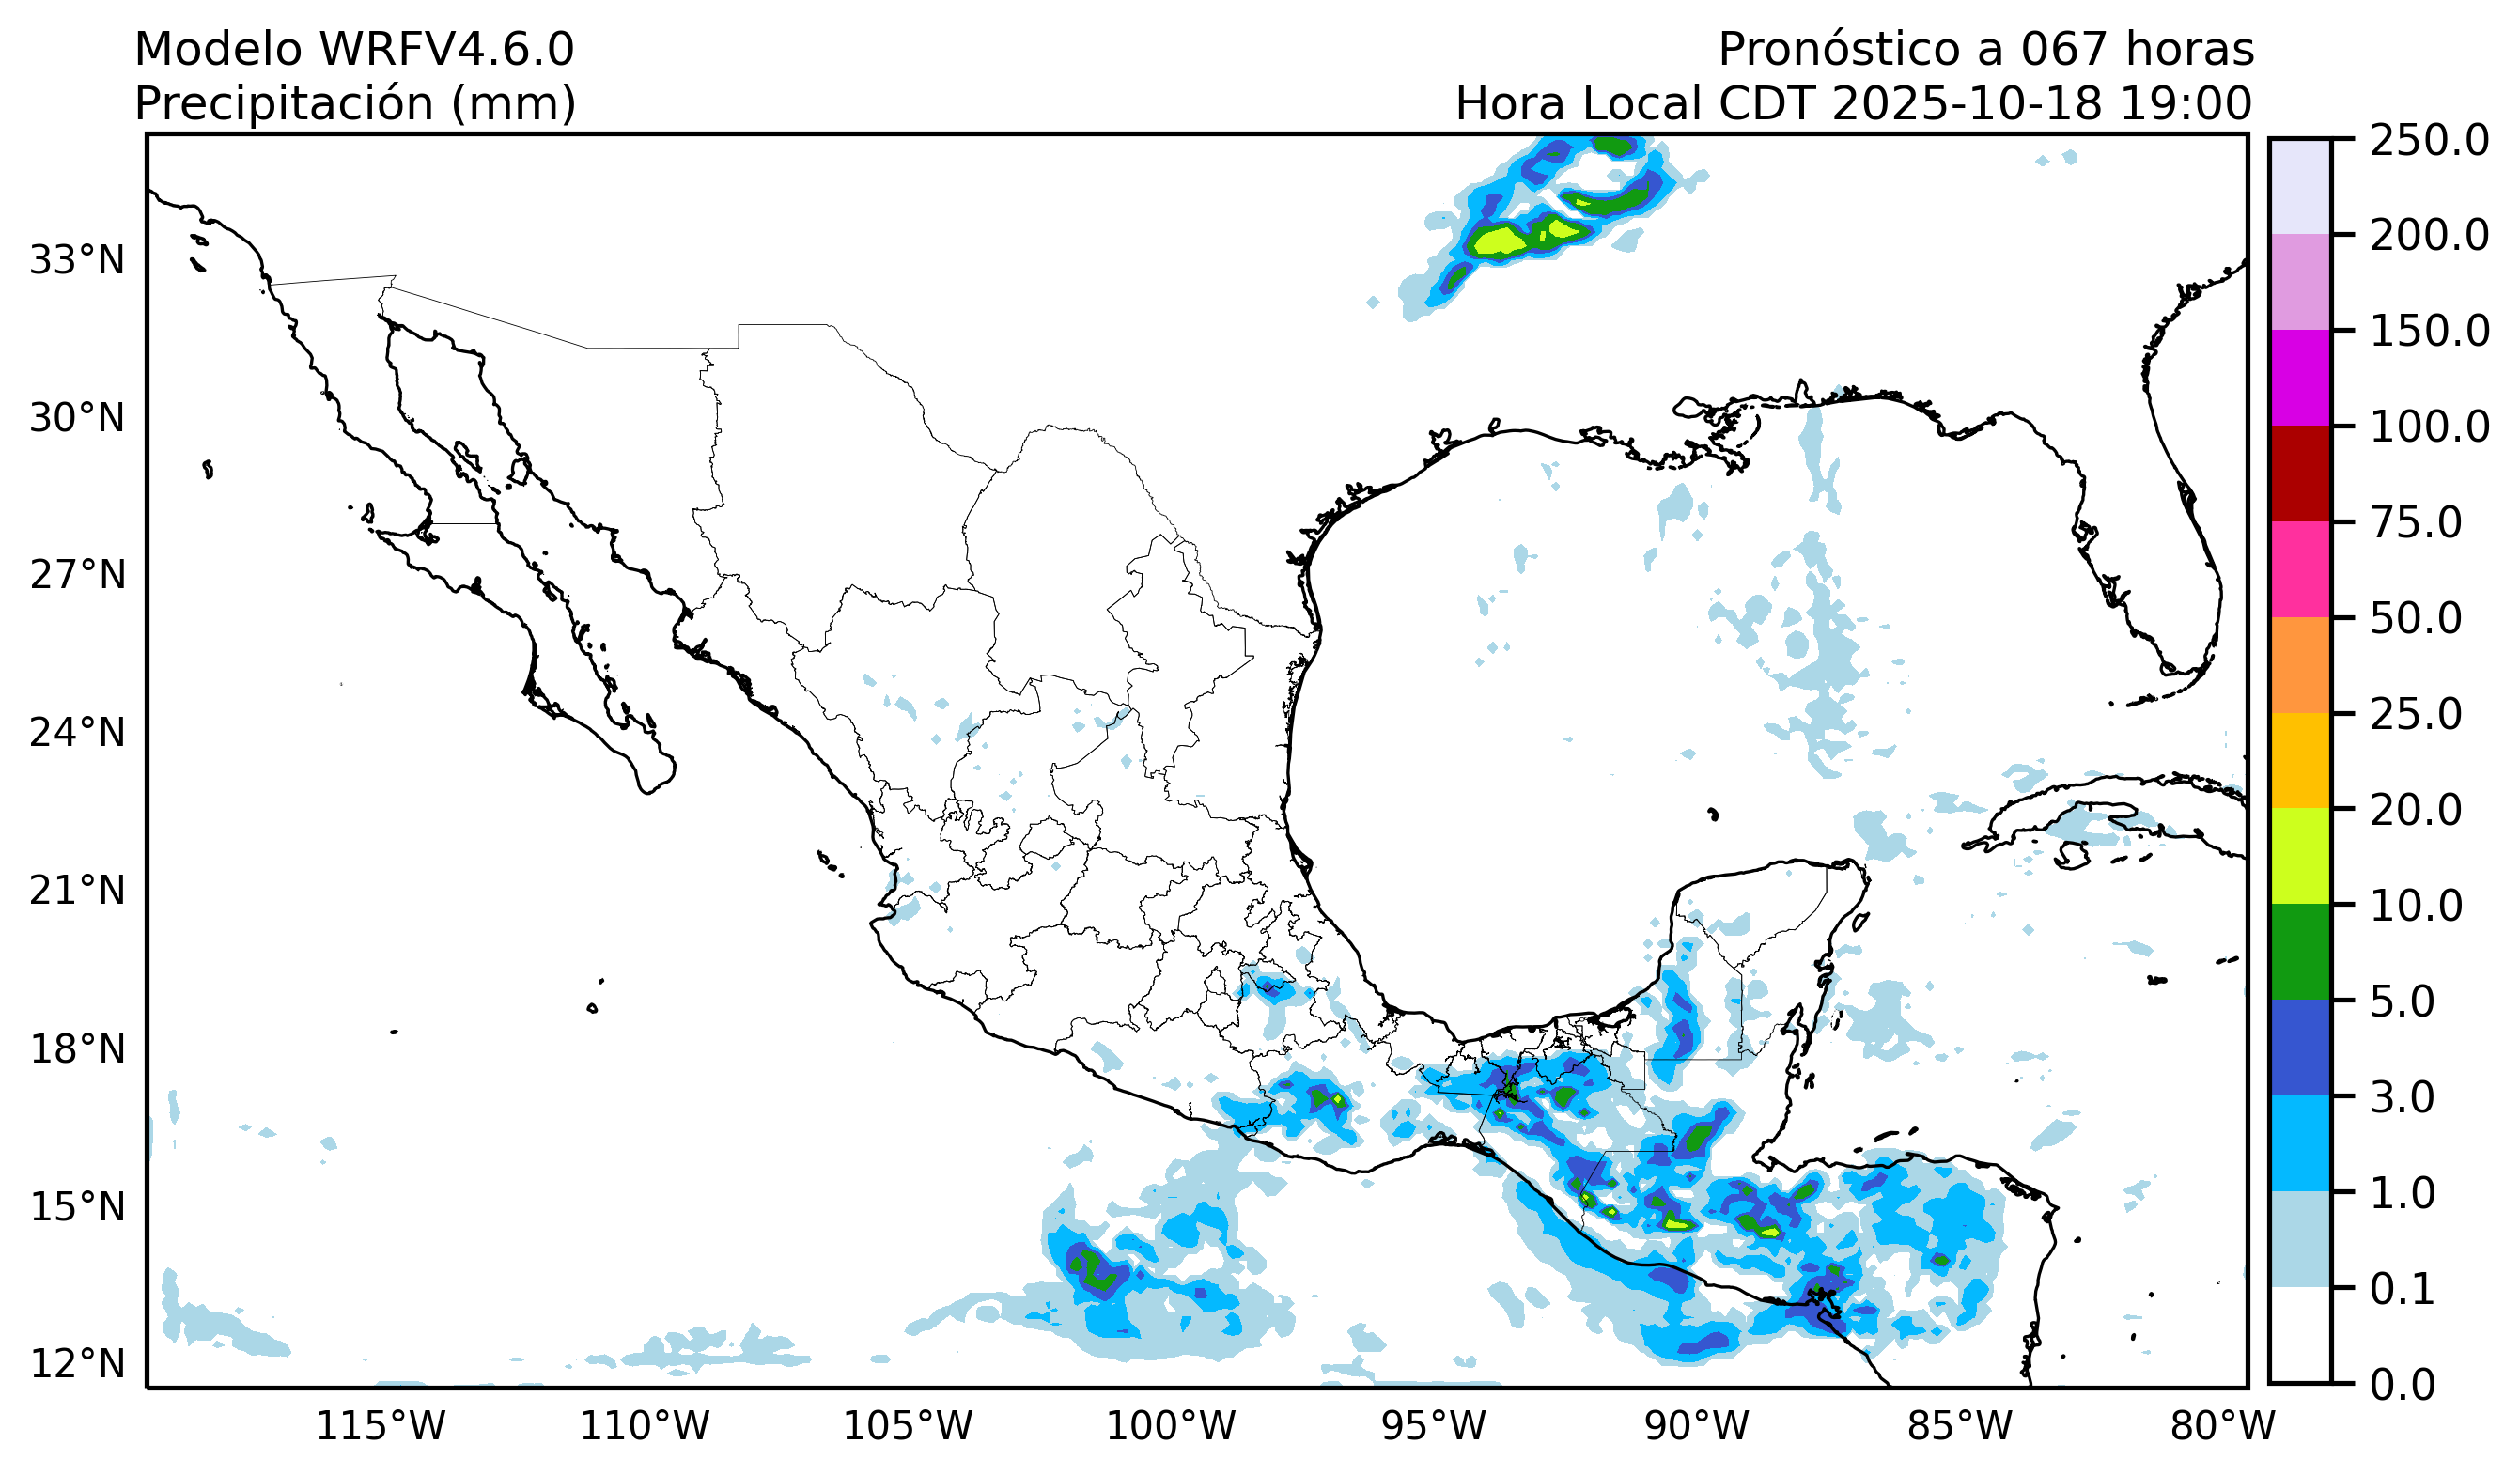 Modelo WRFV4.6.0
Precipitación (mm)
Pronóstico a 067 horas
Hora Local CDT 2025-10-18 19:00
33°N
30°N
27°N
24°N
21°N
18°N
15°N
12°N
115°W
110°W
105°W
100°W
95°W
90°W
85°W
80°W
250.0
200.0
150.0
100.0
75.0
50.0
25.0
20.0
10.0
5.0
3.0
1.0
0.1
0.0